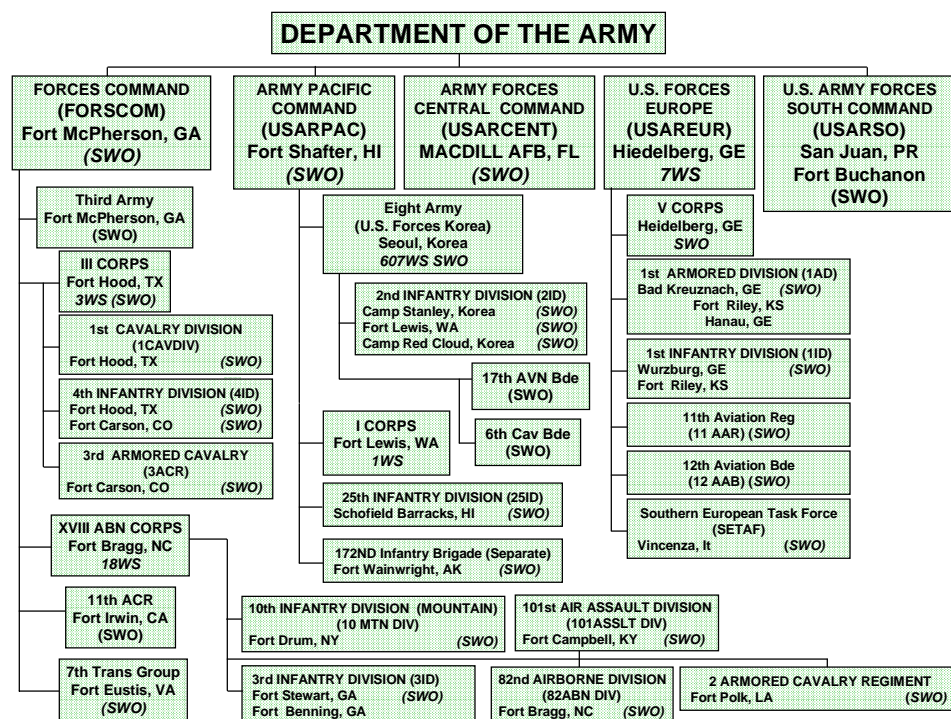 DEPARTMENT OF THE ARMY
FORCES COMMAND
(FORSCOM)
Fort McPherson, GA
(SWO)
ARMY PACIFIC
COMMAND
(USARPAC)
Fort Shafter, HI
(SWO)
ARMY FORCES
CENTRAL COMMAND
(USARCENT)
MACDILL AFB, FL
(SWO)
U.S. FORCES
EUROPE
(USAREUR)
Hiedelberg, GE
7WS
U.S. ARMY FORCES
SOUTH COMMAND
(USARSO)
San Juan, PR
Fort Buchanon
(SWO)
Third Army
Fort McPherson, GA
(SWO)
III CORPS
Fort Hood, TX
3WS (SWO)
1st CAVALRY DIVISION
(1CAVDIV)
Fort Hood, TX (SWO)
4th INFANTRY DIVISION (4ID)
Fort Hood, TX (SWO)
Fort Carson, CO (SWO)
3rd ARMORED CAVALRY
(3ACR)
Fort Carson, CO (SWO)
XVIII ABN CORPS
Fort Bragg, NC
18WS
11th ACR
Fort Irwin, CA
(SWO)
7th Trans Group
Fort Eustis, VA
(SWO)
Eight Army
(U.S. Forces Korea)
Seoul, Korea
607WS SWO
2nd INFANTRY DIVISION (2ID)
Camp Stanley, Korea (SWO)
Fort Lewis, WA (SWO)
Camp Red Cloud, Korea (SWO)
17th AVN Bde
(SWO)
6th Cav Bde
(SWO)
I CORPS
Fort Lewis, WA
1WS
25th INFANTRY DIVISION (25ID)
Schofield Barracks, HI (SWO)
172ND Infantry Brigade (Separate)
Fort Wainwright, AK (SWO)
V CORPS
Heidelberg, GE
SWO
1st ARMORED DIVISION (1AD)
Bad Kreuznach, GE (SWO)
Fort Riley, KS
Hanau, GE
1st INFANTRY DIVISION (1ID)
Wurzburg, GE (SWO)
Fort Riley, KS
11th Aviation Reg
(11 AAR) (SWO)
12th Aviation Bde
(12 AAB) (SWO)
Southern European Task Force
(SETAF)
Vincenza, It (SWO)
10th INFANTRY DIVISION (MOUNTAIN)
(10 MTN DIV)
Fort Drum, NY (SWO)
101st AIR ASSAULT DIVISION
(101ASSLT DIV)
Fort Campbell, KY (SWO)
3rd INFANTRY DIVISION (3ID)
Fort Stewart, GA (SWO)
Fort Benning, GA
82nd AIRBORNE DIVISION
(82ABN DIV)
Fort Bragg, NC (SWO)
2 ARMORED CAVALRY REGIMENT
Fort Polk, LA (SWO)